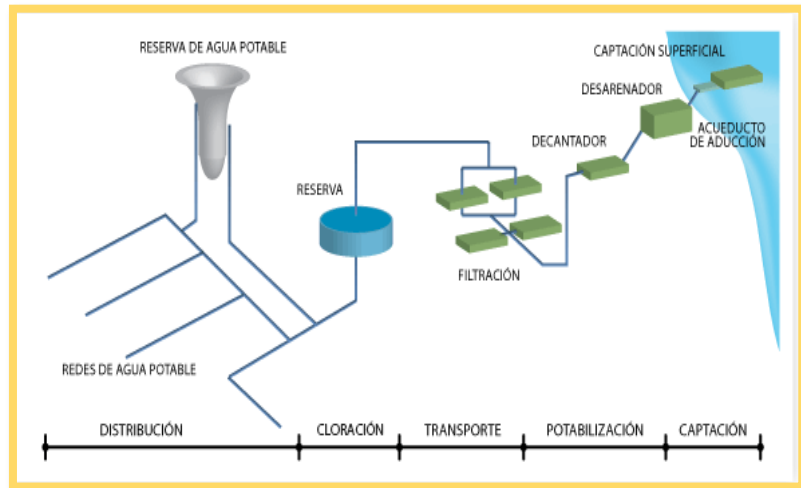 RESERVA DE AGUA POTABLE
CAPTACIÓN SUPERFICIAL
DESARENADOR
ACUEDUCTO
DE ADUCCIÓN
DECANTADOR
RESERVA
FILTRACIÓN
REDES DE AGUA POTABLE
DISTRIBUCIÓN
CLORACIÓN
TRANSPORTE
POTABILIZACIÓN
CAPTACIÓN